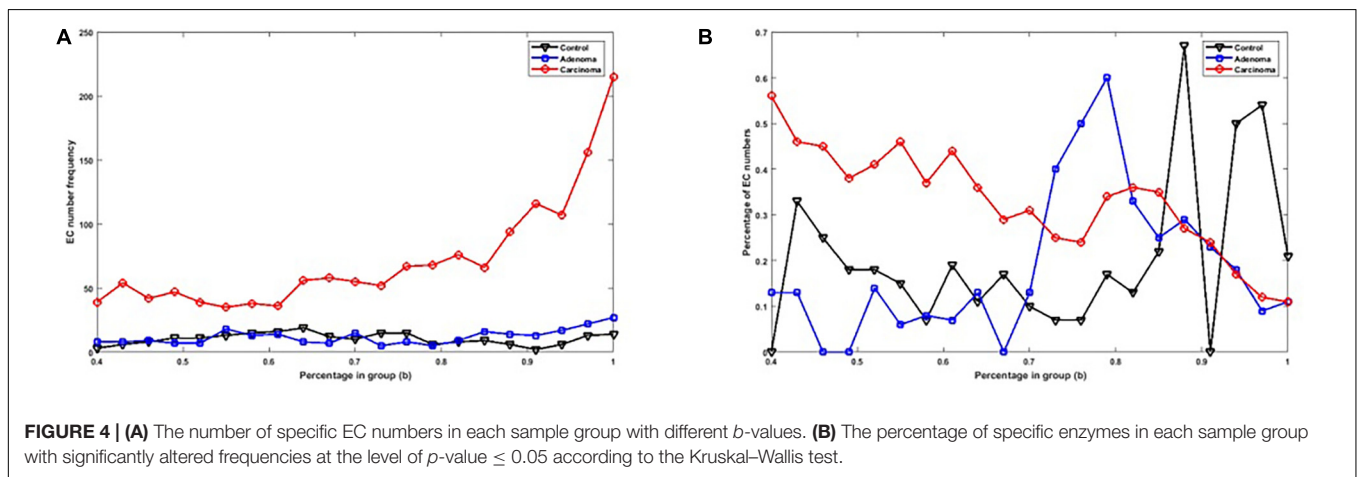 A
250
200
150
100
50
0
EC number frequency
0.4 0.5 0.6 0.7 0.8 0.9 1
Percentage in group (b)
Control
Adenoma
Carcinoma
B
0.7
0.6
0.5
0.4
0.3
0.2
0.1
0
Percentage of EC numbers
0.4 0.5 0.6 0.7 0.8 0.9 1
Percentage in group (b)
Control
Adenoma
Carcinoma
FIGURE 4 | (A) The number of specific EC numbers in each sample group with different b-values. (B) The percentage of specific enzymes in each sample group
with significantly altered frequencies at the level of p-value ≤ 0.05 according to the Kruskal–Wallis test.